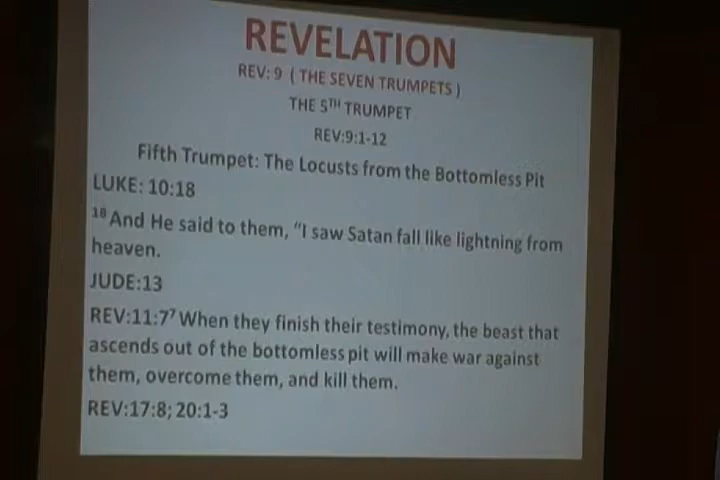 REVELATION
REV: 9 ( THE SEVEN TRUMPETS )
THE 5TH TRUMPET
REV:9:1-12
Fifth Trumpet: The Locusts from the Bottomless Pit
LUKE: 10:18
18 And He said to them, “I saw Satan fall like lightning from
heaven.
JUDE:13
REV:11:7 7 When they finish their testimony, the beast that
ascends out of the bottomless pit will make war against
them, overcome them, and kill them.
REV:17:8; 20:1-3